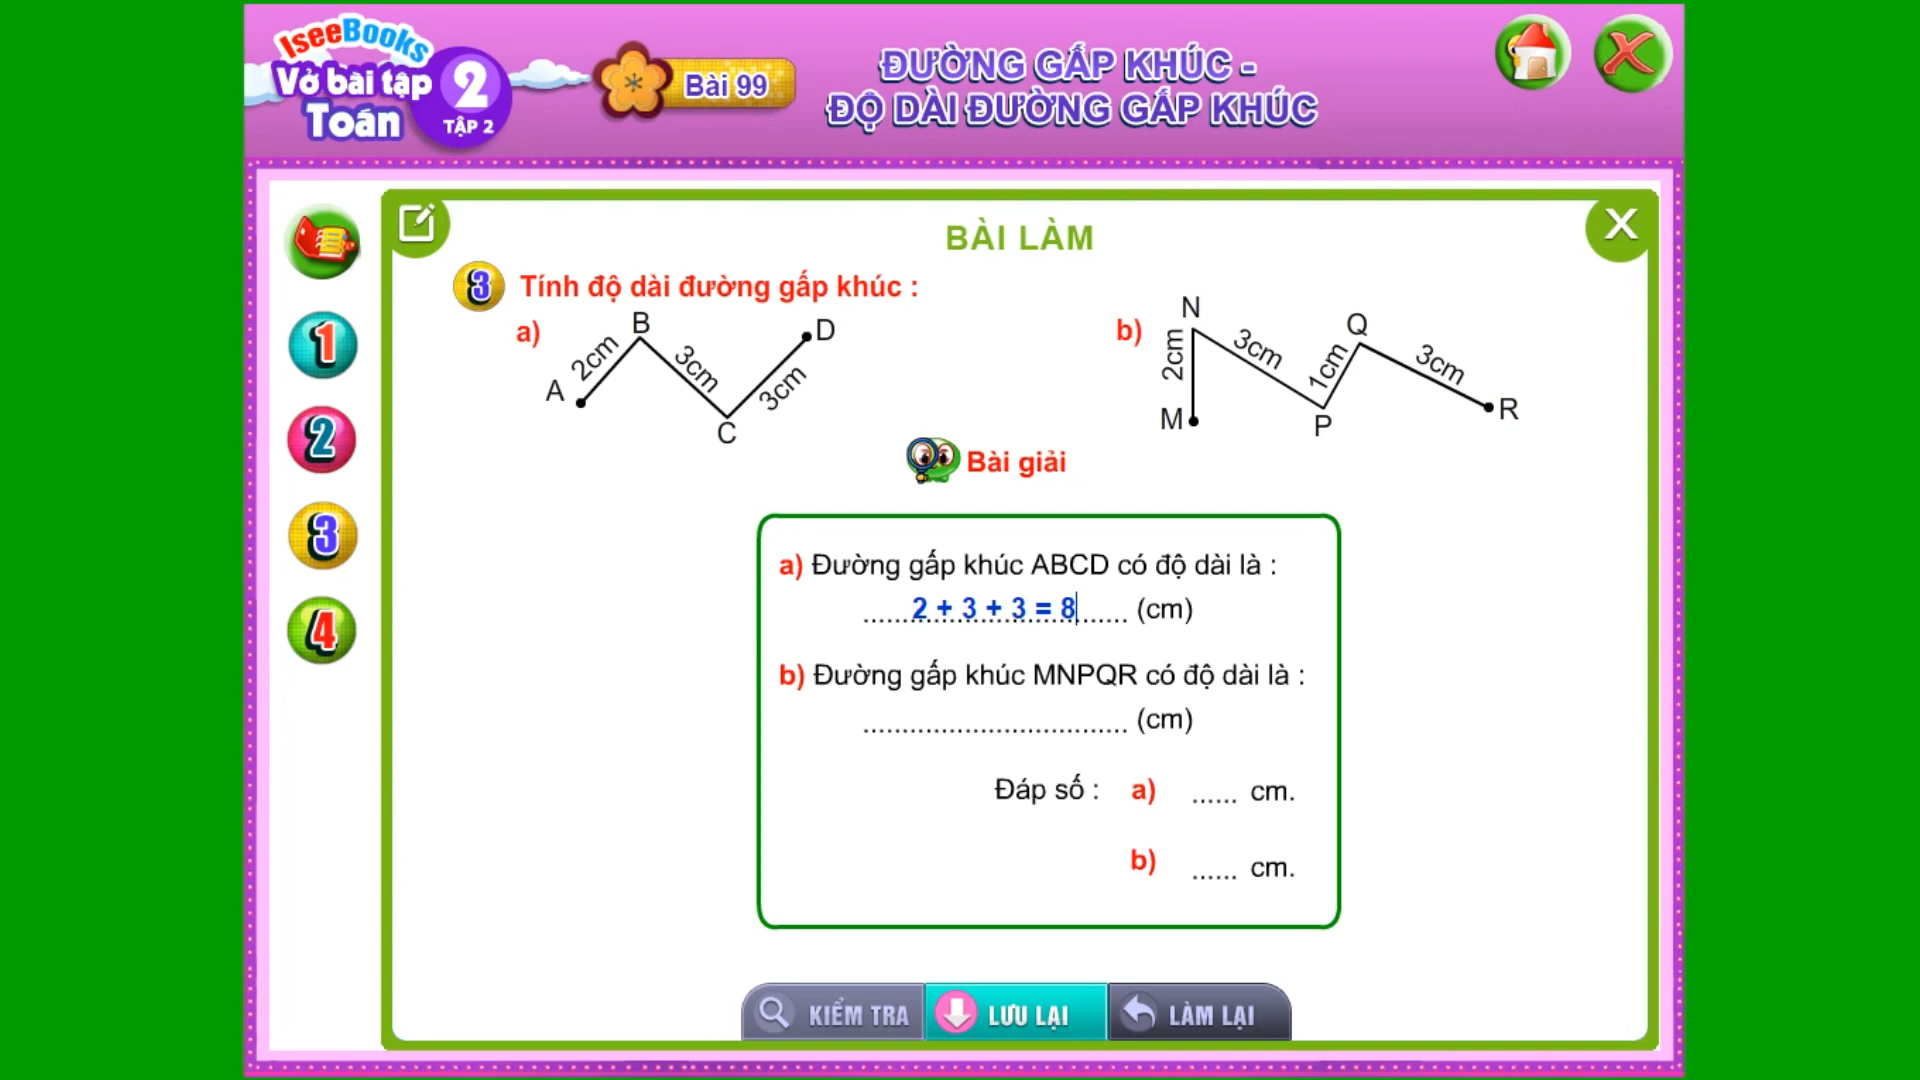 IseeBooks
Vở bài tập
Toán
2
TẬP 2
Bài 99
ĐƯỜNG GẤP KHÚC -
ĐỘ DÀI ĐƯỜNG GẤP KHÚC
1
2
3
4
BÀI LÀM
X
3 Tính độ dài đường gấp khúc :
a)
A
2cm
B
3cm
C
3cm
D
b)
M
2cm
N
3cm
P
1cm
Q
3cm
R
Bài giải
a) Đường gấp khúc ABCD có độ dài là :
......2 + 3 + 3 = 8...... (cm)
b) Đường gấp khúc MNPQR có độ dài là :
.................................. (cm)
Đáp số : a) ...... cm.
b) ...... cm.
KIỂM TRA
LƯU LẠI
LÀM LẠI